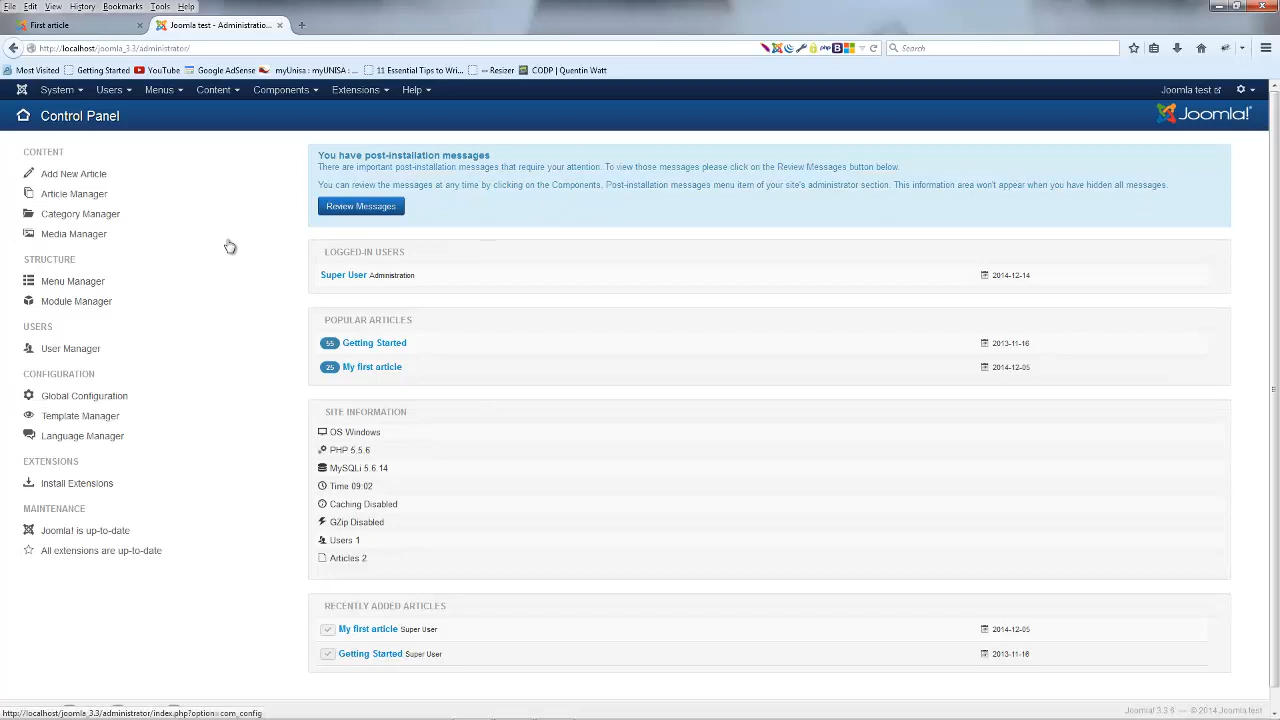 File Edit View History Bookmarks Tools Help
First article
Joomla test - Administratio...
http://localhost/joomla_3.3/administrator/
Search
Most Visited Getting Started YouTube Google AdSense myUnisa : myUNISA : ... 11 Essential Tips to Wri... -- Resizer CODP | Quentin Watt
System Users Menus Content Components Extensions Help
Joomla test
Control Panel
Joomla!
CONTENT
Add New Article
Article Manager
Category Manager
Media Manager
STRUCTURE
Menu Manager
Module Manager
USERS
User Manager
CONFIGURATION
Global Configuration
Template Manager
Language Manager
EXTENSIONS
Install Extensions
MAINTENANCE
Joomla! is up-to-date
All extensions are up-to-date
You have post-installation messages
There are important post-installation messages that require your attention. To view those messages please click on the Review Messages button below.
You can review the messages at any time by clicking on the Components, Post-installation messages menu item of your site's administrator section. This information area won't appear when you have hidden all messages.
Review Messages
LOGGED-IN USERS
Super User Administration 2014-12-14
POPULAR ARTICLES
55 Getting Started 2013-11-16
25 My first article 2014-12-05
SITE INFORMATION
OS Windows
PHP 5.5.6
MySQLi 5.6.14
Time 09:02
Caching Disabled
GZip Disabled
Users 1
Articles 2
RECENTLY ADDED ARTICLES
My first article Super User 2014-12-05
Getting Started Super User 2013-11-16
http://localhost/joomla_3.3/administrator/index.php?option=com_config
Joomla! 3.3.6 — © 2014 Joomla test